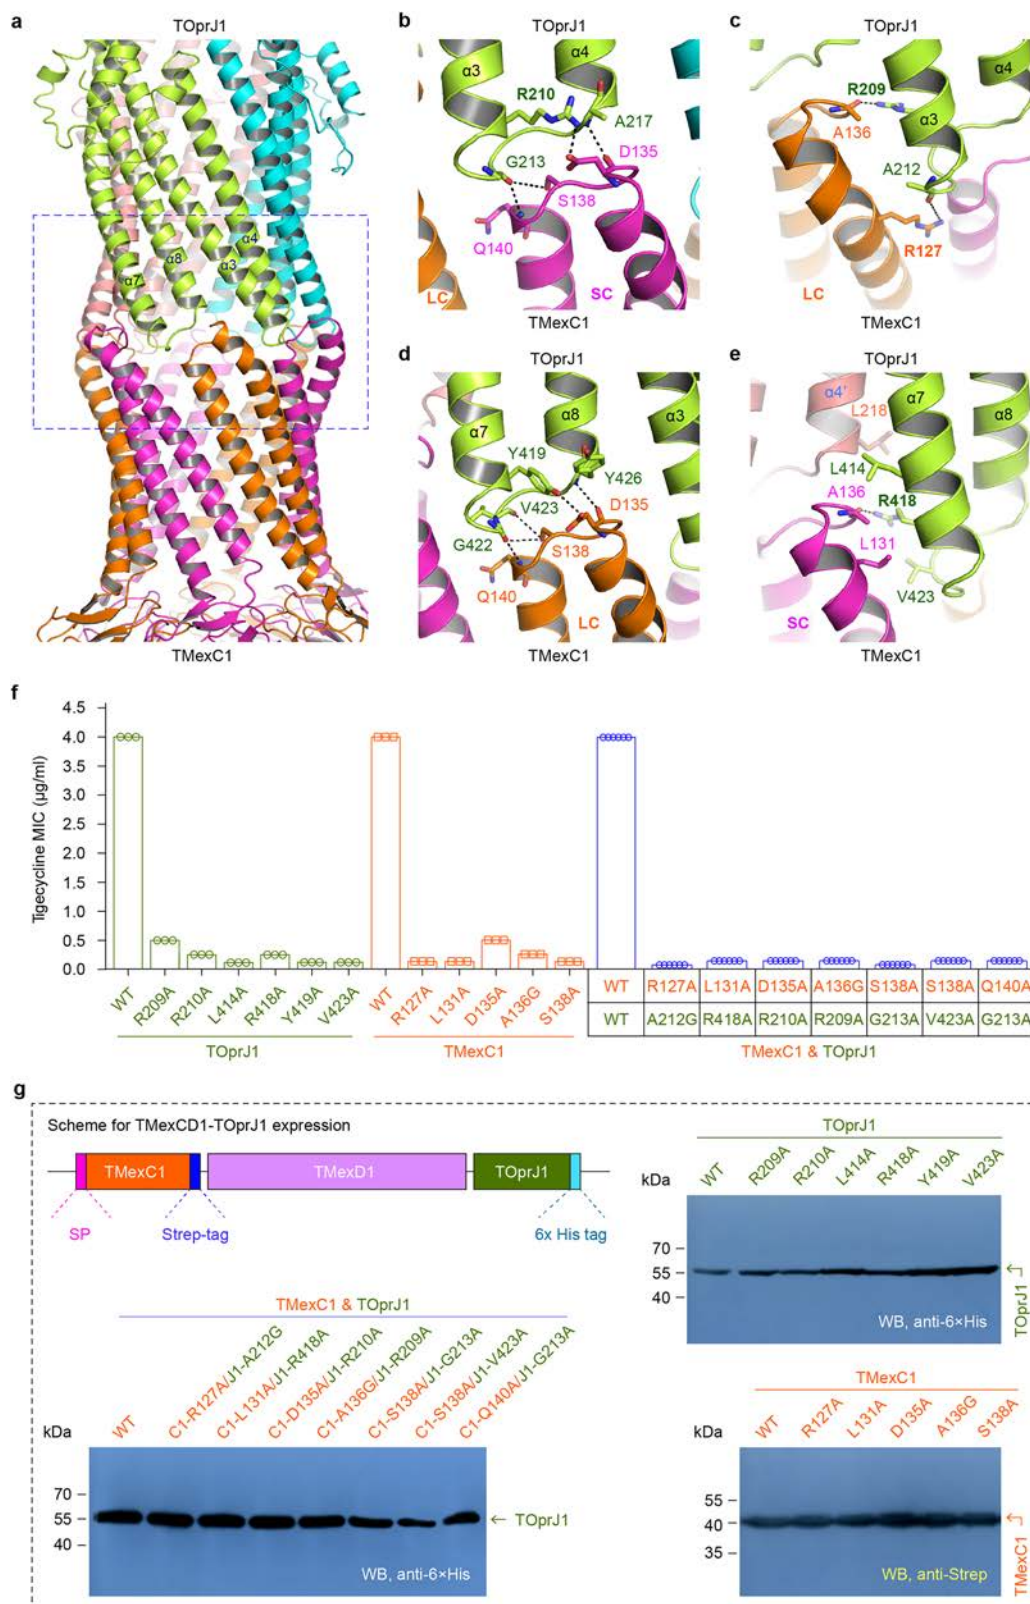 a
TOprJ1
α4
α8
α3
α7
TMexC1
b
TOprJ1
α4
α3
R210
A217
G213
D135
S138
Q140
LC
SC
TMexC1
c
TOprJ1
α4
R209
A136
α3
A212
R127
LC
TMexC1
d
TOprJ1
α8
α7
α3
Y419
Y426
V423
D135
G422
S138
Q140
LC
TMexC1
e
TOprJ1
α4'
α7
L218
α8
L414
A136
R418
L131
V423
SC
TMexC1
f
Tigecycline MIC (µg/ml)
4.5
4.0
3.5
3.0
2.5
2.0
1.5
1.0
0.5
0.0
WT R209A R210A L414A R418A Y419A V423A
TOprJ1
WT R127A L131A D135A A136G S138A
TMexC1
WT R127A L131A D135A A136G S138A S138A Q140A
WT A212G R418A R210A R209A G213A V423A G213A
TMexC1 & TOprJ1
g
Scheme for TMexCD1-TOprJ1 expression
TMexC1 TMexD1 TOprJ1
SP Strep-tag 6x His tag
TOprJ1
WT R209A R210A L414A R418A Y419A V423A
kDa
70
55
40
TOprJ1
WB, anti-6×His
TMexC1 & TOprJ1
WT C1-R127A/J1-A212G C1-L131A/J1-R418A C1-D135A/J1-R210A C1-A136G/J1-R209A C1-S138A/J1-G213A C1-S138A/J1-V423A C1-Q140A/J1-G213A
kDa
70
55
40
← TOprJ1
WB, anti-6×His
TMexC1
WT R127A L131A D135A A136G S138A
kDa
55
40
35
TMexC1
WB, anti-Strep